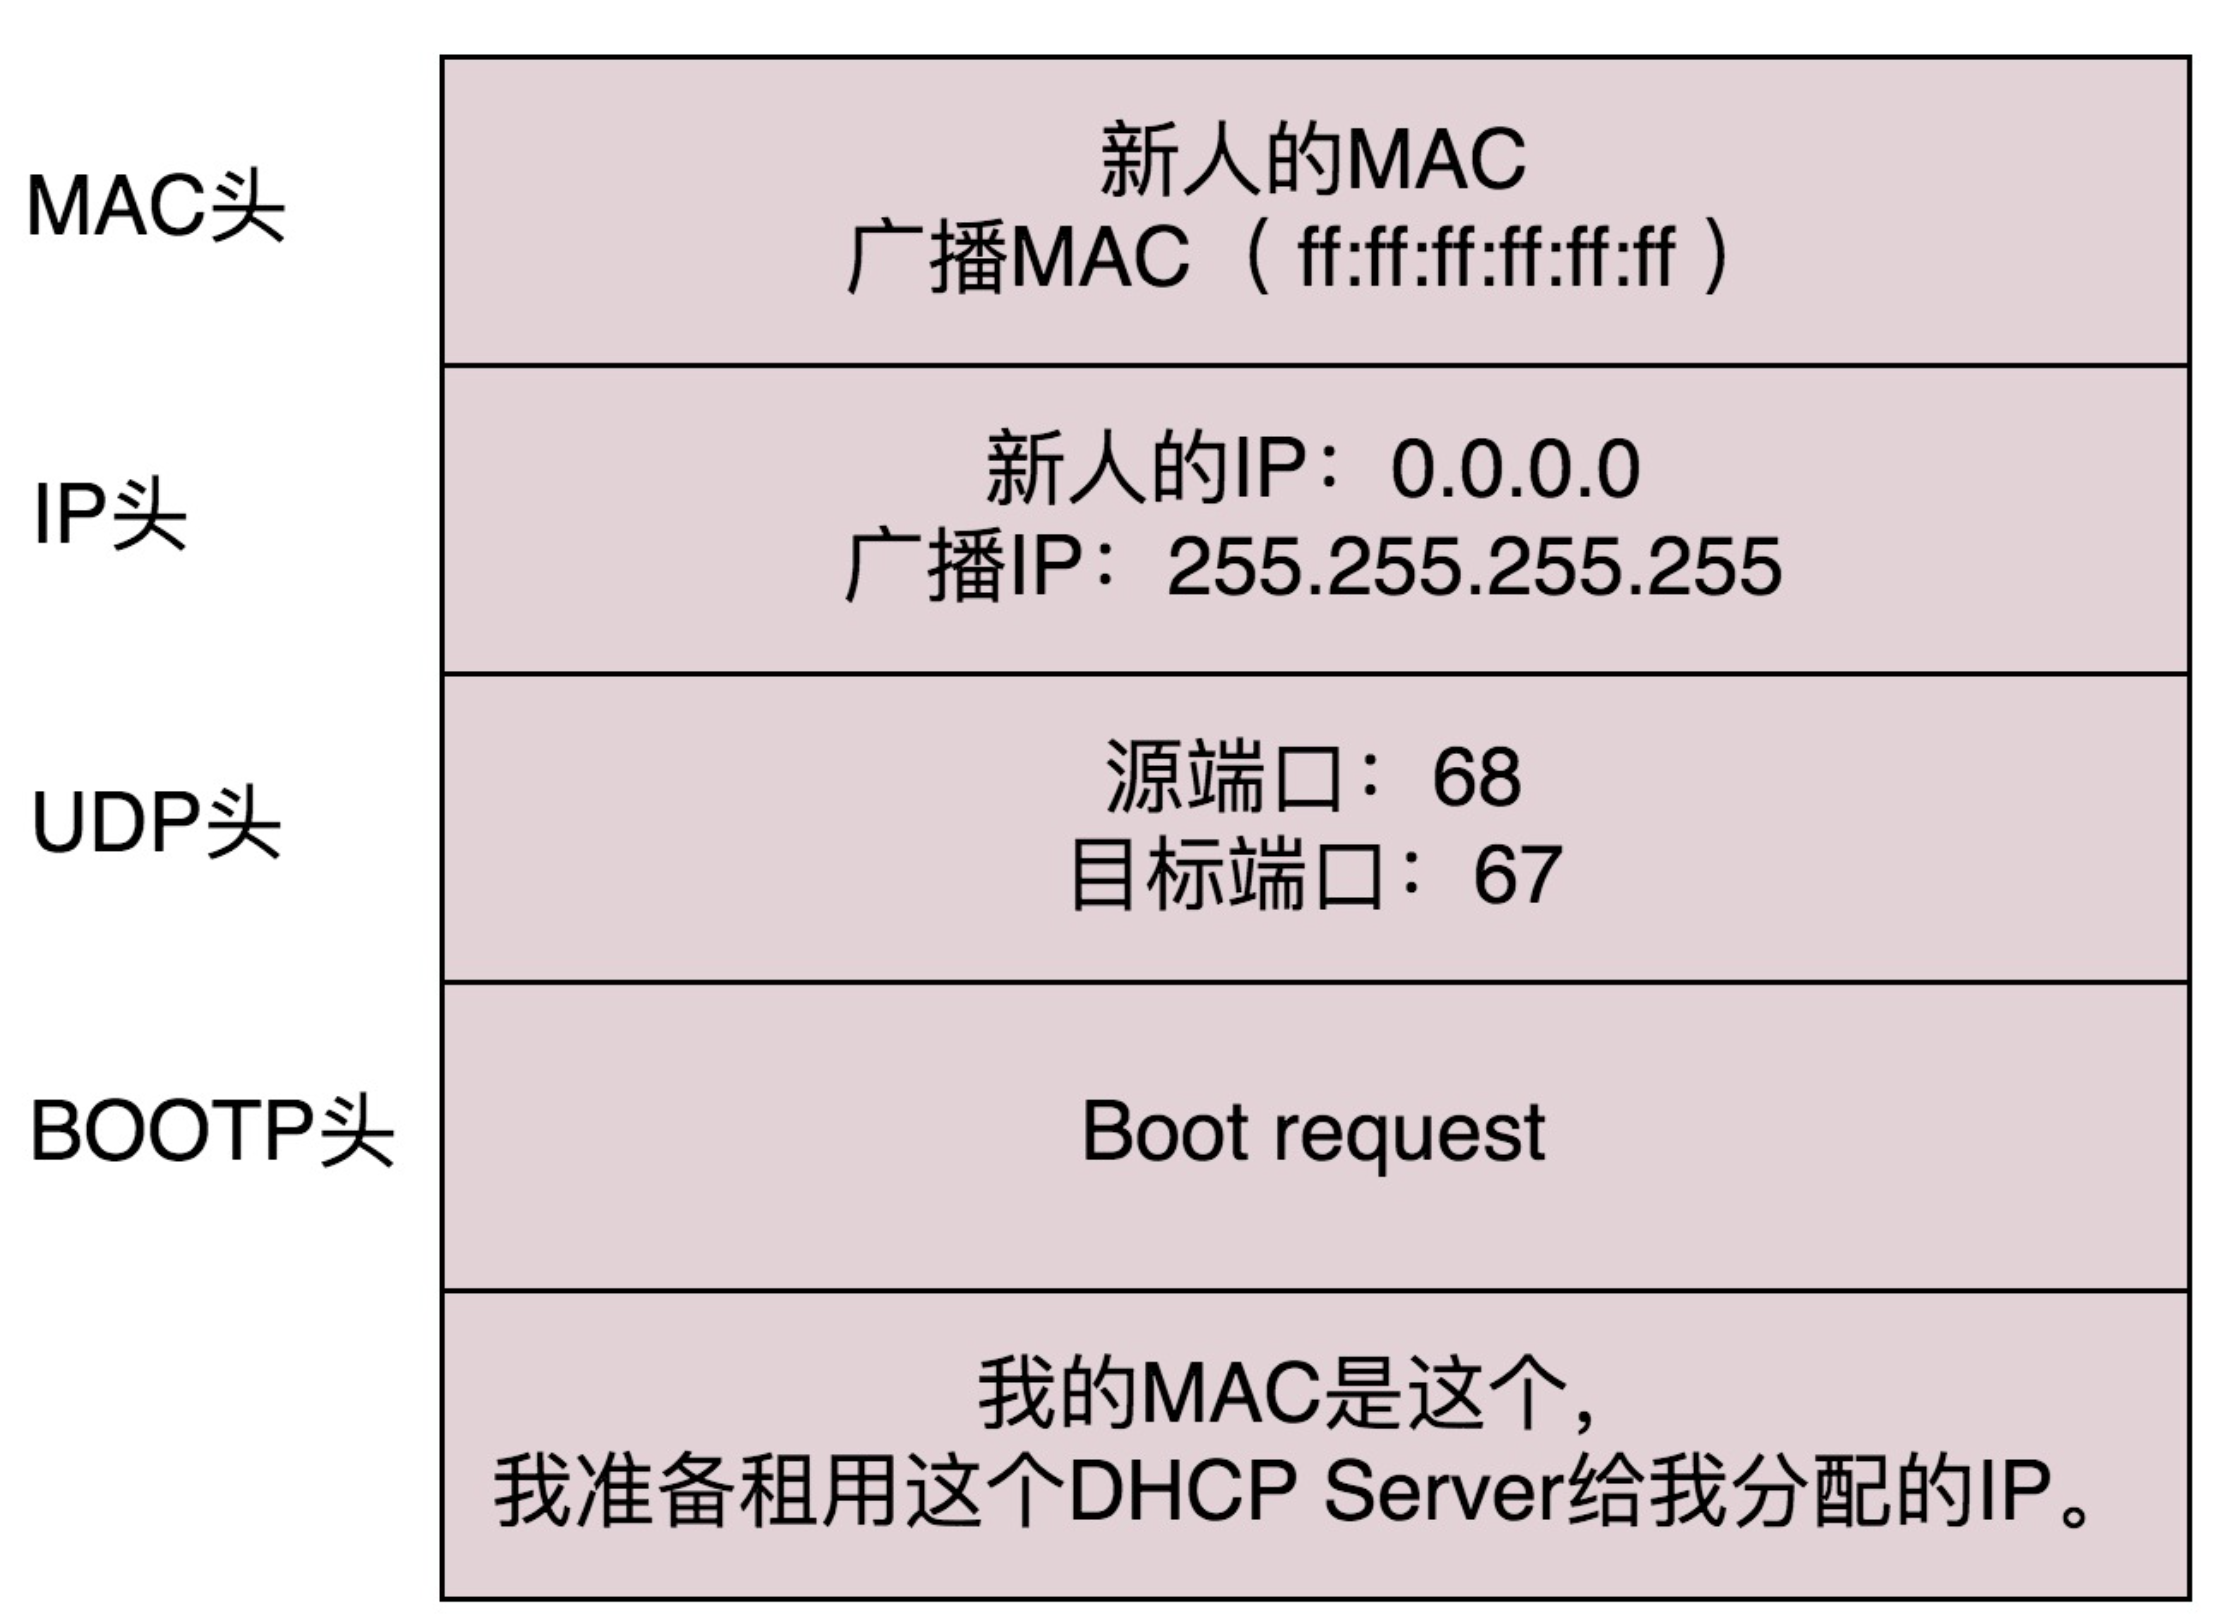 MAC头
新人的MAC
广播MAC（ff:ff:ff:ff:ff:ff）
IP头
新人的IP：0.0.0.0
广播IP：255.255.255.255
UDP头
源端口：68
目标端口：67
BOOTP头
Boot request
我的MAC是这个，
我准备租用这个DHCP Server给我分配的IP。